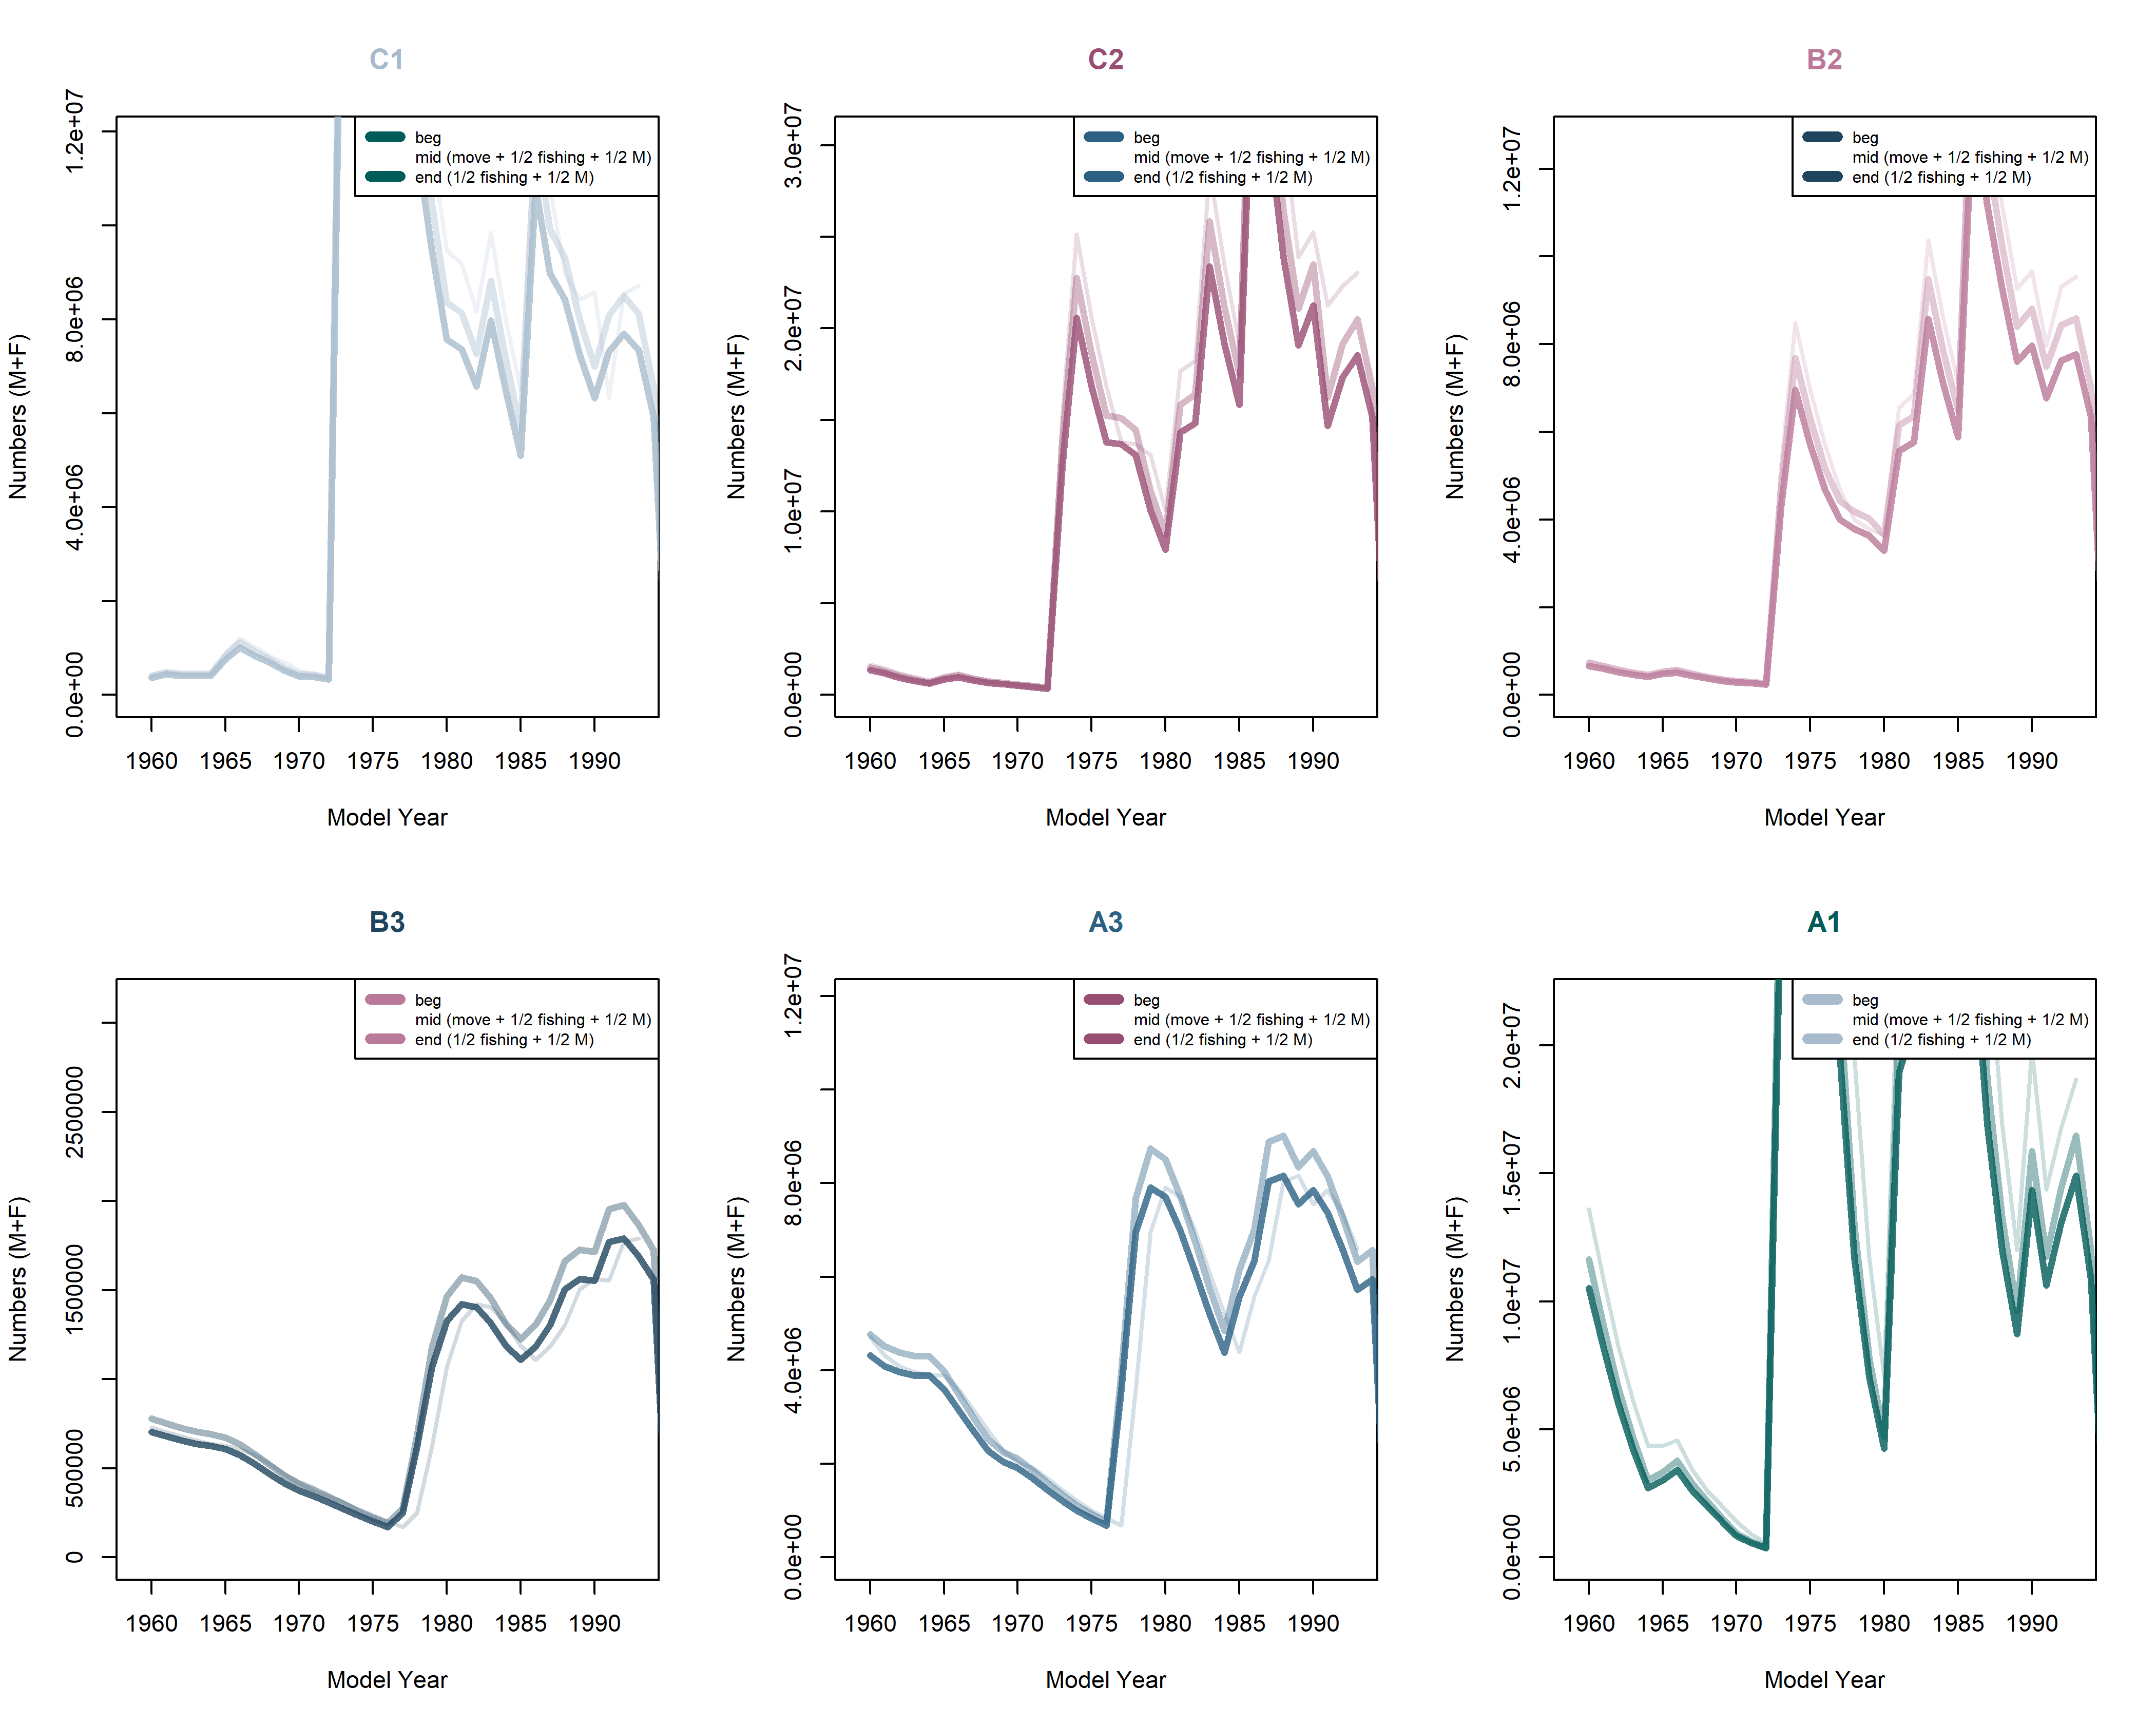 C1
beg
mid (move + 1/2 fishing + 1/2 M)
end (1/2 fishing + 1/2 M)
Numbers (M+F)
0.0e+00 4.0e+06 8.0e+06 1.2e+07
1960 1965 1970 1975 1980 1985 1990
Model Year
C2
beg
mid (move + 1/2 fishing + 1/2 M)
end (1/2 fishing + 1/2 M)
Numbers (M+F)
0.0e+00 1.0e+07 2.0e+07 3.0e+07
1960 1965 1970 1975 1980 1985 1990
Model Year
B2
beg
mid (move + 1/2 fishing + 1/2 M)
end (1/2 fishing + 1/2 M)
Numbers (M+F)
0.0e+00 4.0e+06 8.0e+06 1.2e+07
1960 1965 1970 1975 1980 1985 1990
Model Year
B3
beg
mid (move + 1/2 fishing + 1/2 M)
end (1/2 fishing + 1/2 M)
Numbers (M+F)
0 500000 1500000 2500000
1960 1965 1970 1975 1980 1985 1990
Model Year
A3
beg
mid (move + 1/2 fishing + 1/2 M)
end (1/2 fishing + 1/2 M)
Numbers (M+F)
0.0e+00 4.0e+06 8.0e+06 1.2e+07
1960 1965 1970 1975 1980 1985 1990
Model Year
A1
beg
mid (move + 1/2 fishing + 1/2 M)
end (1/2 fishing + 1/2 M)
Numbers (M+F)
0.0e+00 5.0e+06 1.0e+07 1.5e+07 2.0e+07
1960 1965 1970 1975 1980 1985 1990
Model Year